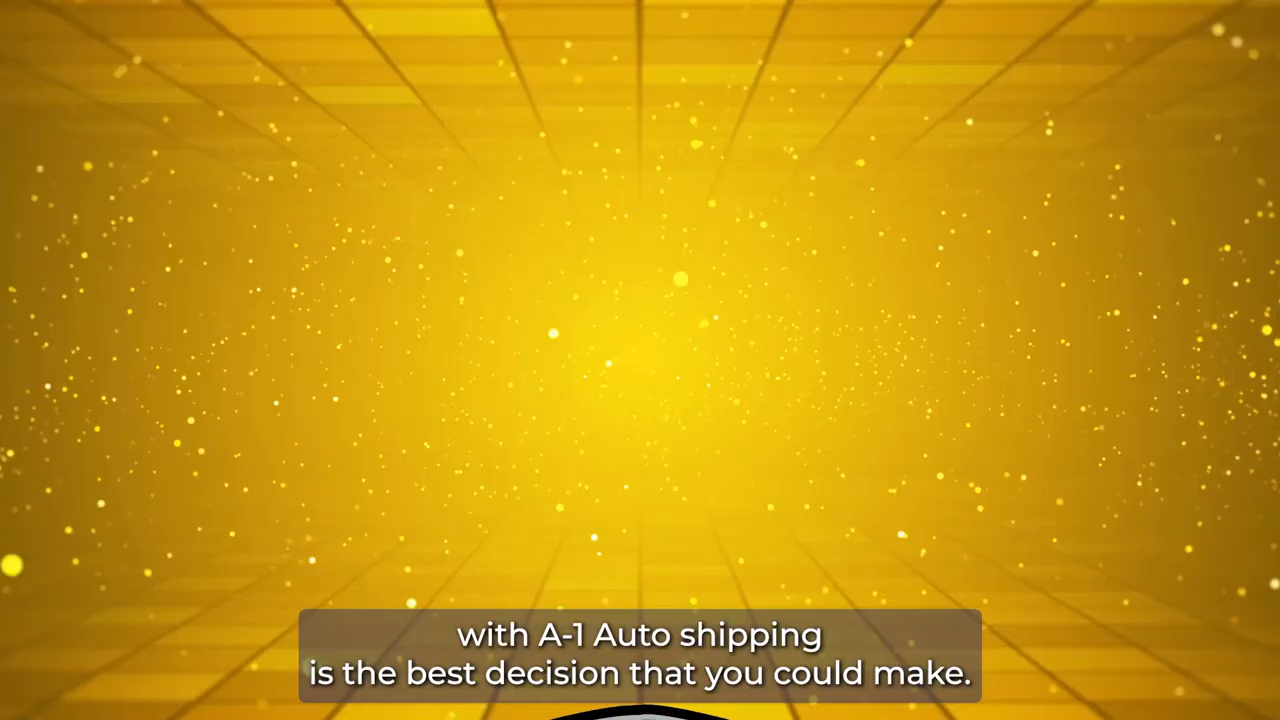 with A-1 Auto shipping
is the best decision that you could make.